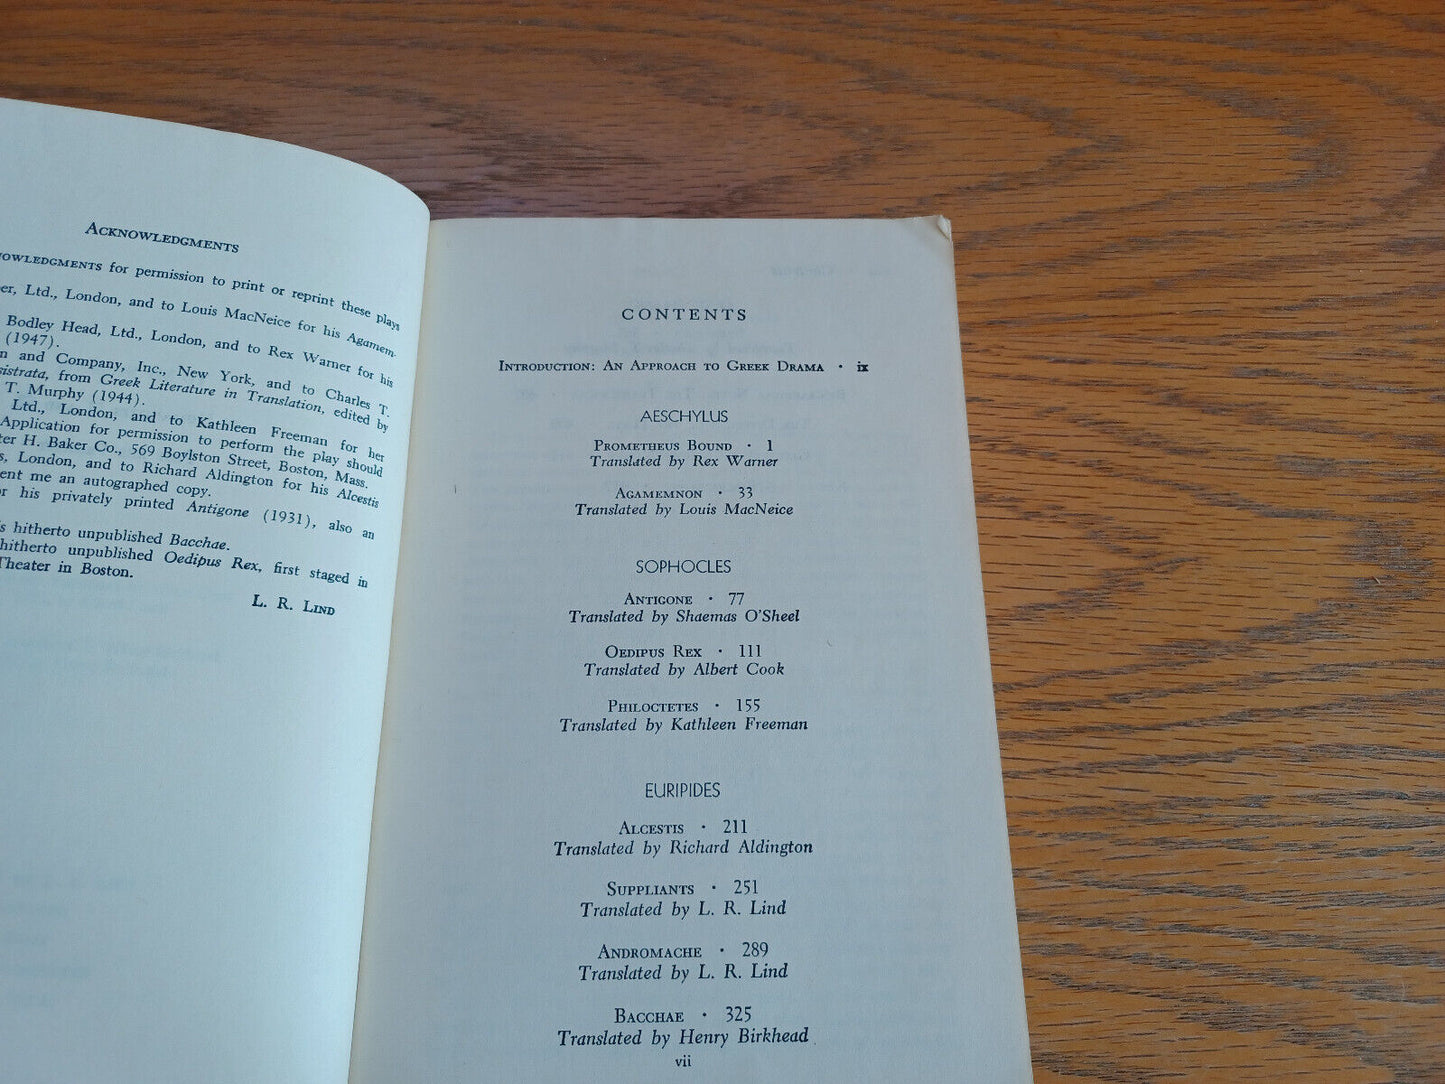 Acknowledgments
for permission to print or reprint these plays
Ltd., London, and to Louis MacNeice for his Agamem-
Bodley Head, Ltd., London, and to Rex Warner for his
(1947).
and Company, Inc., New York, and to Charles T.
from Greek Literature in Translation, edited by
T. Murphy (1944).
Ltd., London, and to Kathleen Freeman for her
Application for permission to perform the play should
H. Baker Co., 569 Boylston Street, Boston, Mass.
London, and to Richard Aldington for his Alcestis
me an autographed copy.
his privately printed Antigone (1931), also an
hitherto unpublished Bacchae.
hitherto unpublished Oedipus Rex, first staged in
Theater in Boston.
L. R. Lind
CONTENTS
Introduction: An Approach to Greek Drama • ix
AESCHYLUS
Prometheus Bound • 1
Translated by Rex Warner
Agamemnon • 33
Translated by Louis MacNeice
SOPHOCLES
Antigone • 77
Translated by Shaemas O'Sheel
Oedipus Rex • 111
Translated by Albert Cook
Philoctetes • 155
Translated by Kathleen Freeman
EURIPIDES
Alcestis • 211
Translated by Richard Aldington
Suppliants • 251
Translated by L. R. Lind
Andromache • 289
Translated by L. R. Lind
Bacchae • 325
Translated by Henry Birkhead
vii